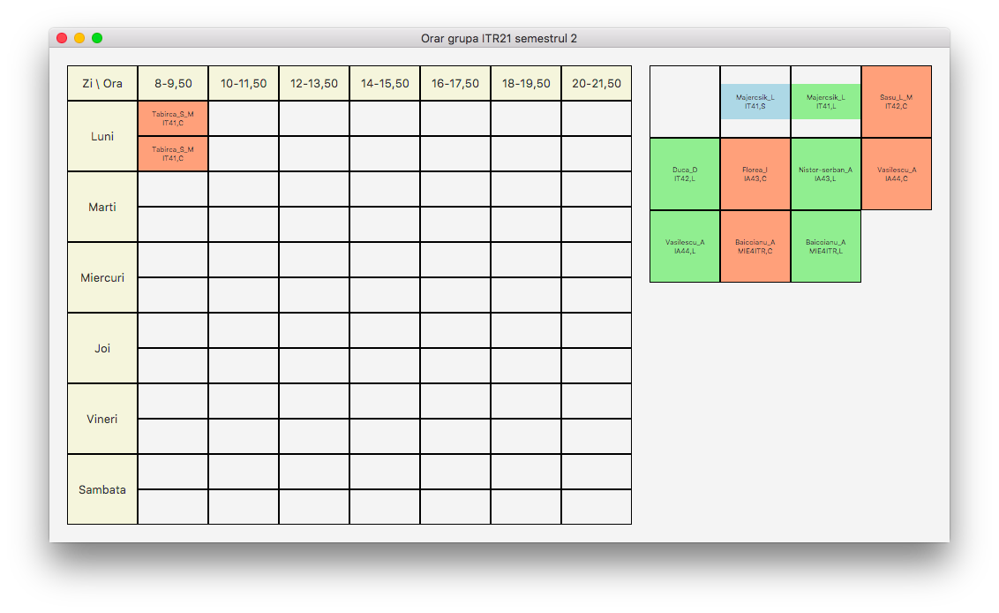 Orar grupa ITR21 semestrul 2
Zi \ Ora
8-9,50
10-11,50
12-13,50
14-15,50
16-17,50
18-19,50
20-21,50
Luni
Tabirca_S_M
IT41,C
Tabirca_S_M
IT41,C
Marti
Miercuri
Joi
Vineri
Sambata
Majercsik_L
IT41,S
Majercsik_L
IT41,L
Sasu_L_M
IT42,C
Duca_D
IT42,L
Florea_I
IA43,C
Nistor-serban_A
IA43,L
Vasilescu_A
IA44,C
Vasilescu_A
IA44,L
Baicoianu_A
MIE4ITR,C
Baicoianu_A
MIE4ITR,L